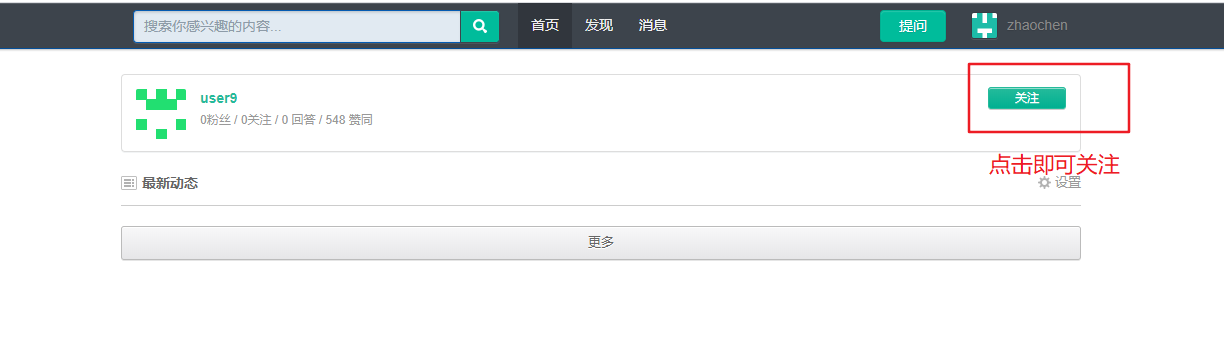 搜索你感兴趣的内容...
首页
发现
消息
提问
zhaochen
user9
0粉丝 / 0关注 / 0 回答 / 548 赞同
关注
点击即可关注
最新动态
设置
更多